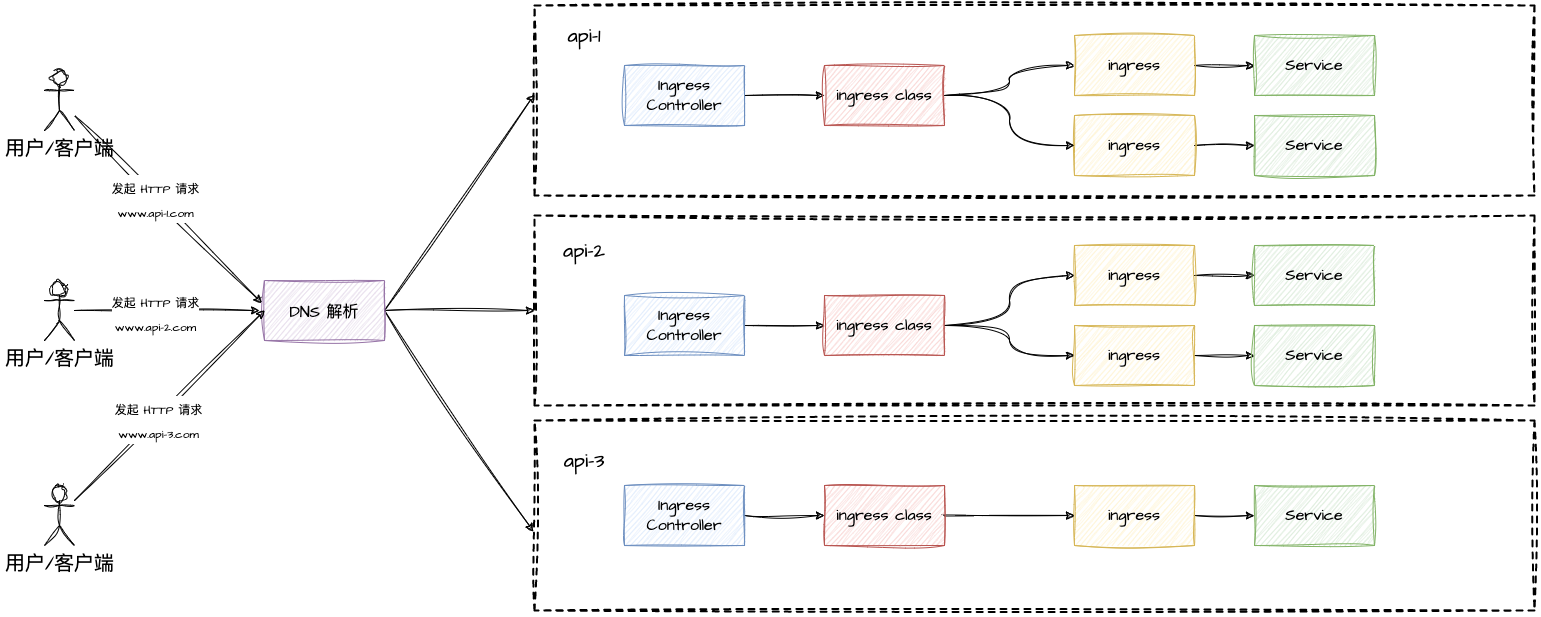 用户/客户端
发起 HTTP 请求
www.api-1.com
用户/客户端
发起 HTTP 请求
www.api-2.com
用户/客户端
发起 HTTP 请求
www.api-3.com
DNS 解析
api-1
Ingress
Controller
ingress class
ingress
Service
ingress
Service
api-2
Ingress
Controller
ingress class
ingress
Service
ingress
Service
api-3
Ingress
Controller
ingress class
ingress
Service